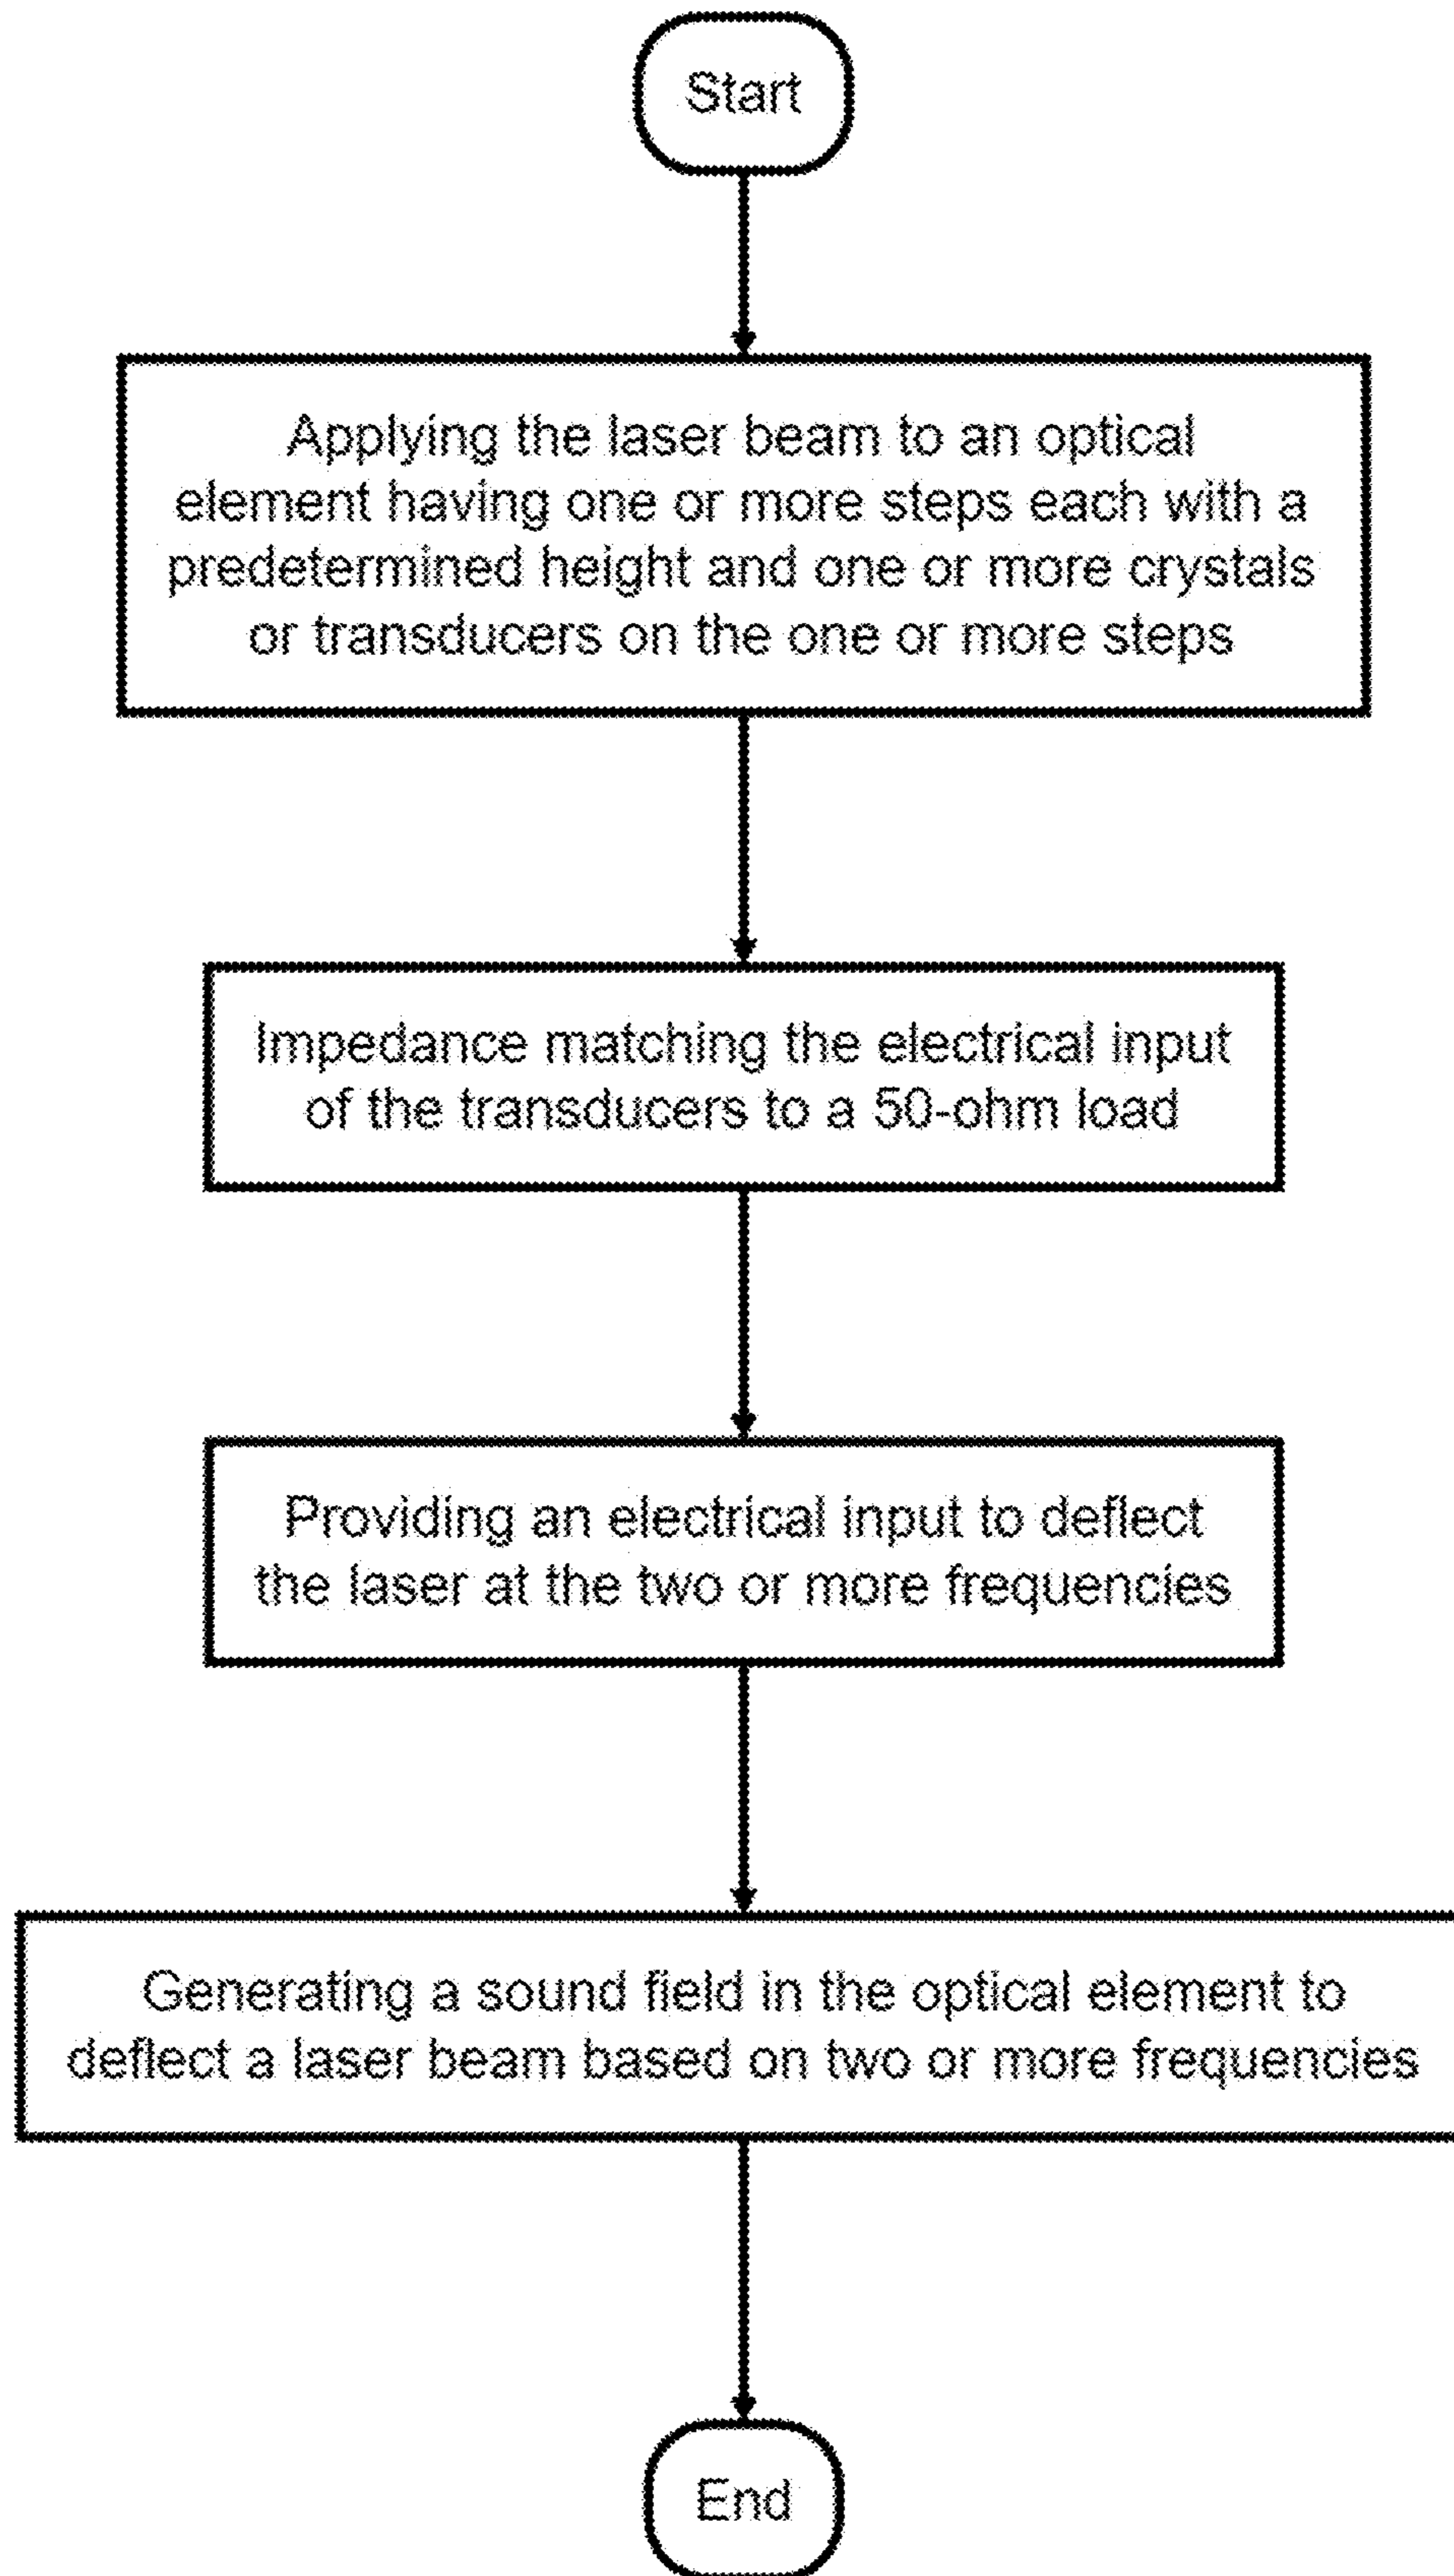 Start
Applying the laser beam to an optical
element having one or more steps each with a
predetermined height and one or more crystals
or transducers on the one or more steps
Impedance matching the electrical input
of the transducers to a 50-ohm load
Providing an electrical input to deflect
the laser at the two or more frequencies
Generating a sound field in the optical element to
deflect a laser beam based on two or more frequencies
End